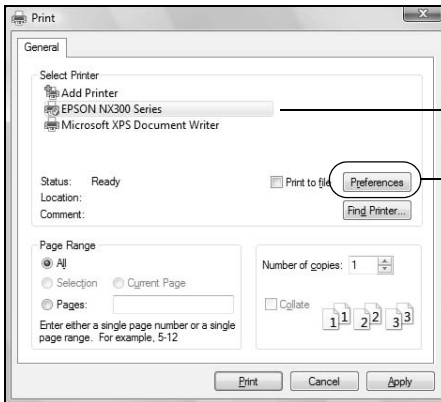 Print
General
Select Printer
Add Printer
EPSON NX300 Series
Microsoft XPS Document Writer
Status: Ready
Print to file
Preferences
Location:
Comment:
Find Printer...
Page Range
All
Selection
Current Page
Pages:
Enter either a single page number or a single
page range. For example, 5-12
Number of copies: 1
Collate
1 1 2 2 3 3
Print
Cancel
Apply